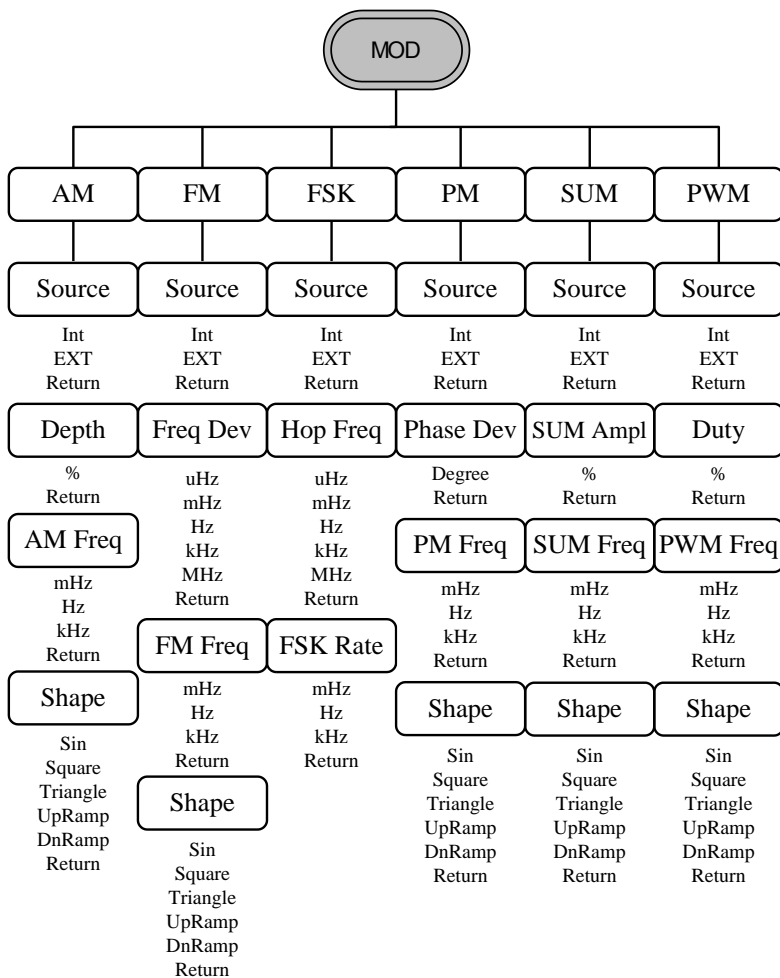 MOD
AM
FM
FSK
PM
SUM
PWM
Source
Source
Source
Source
Source
Source
Int
EXT
Return
Int
EXT
Return
Int
EXT
Return
Int
EXT
Return
Int
EXT
Return
Int
EXT
Return
Depth
%
Return
AM Freq
mHz
Hz
kHz
Return
Shape
Sin
Square
Triangle
UpRamp
DnRamp
Return
Freq Dev
uHz
mHz
Hz
kHz
MHz
Return
FM Freq
mHz
Hz
kHz
Return
Shape
Sin
Square
Triangle
UpRamp
DnRamp
Return
Hop Freq
uHz
mHz
Hz
kHz
MHz
Return
FSK Rate
mHz
Hz
kHz
Return
Phase Dev
Degree
Return
PM Freq
mHz
Hz
kHz
Return
Shape
Sin
Square
Triangle
UpRamp
DnRamp
Return
SUM Ampl
%
Return
SUM Freq
mHz
Hz
kHz
Return
Shape
Sin
Square
Triangle
UpRamp
DnRamp
Return
Duty
%
Return
PWM Freq
mHz
Hz
kHz
Return
Shape
Sin
Square
Triangle
UpRamp
DnRamp
Return